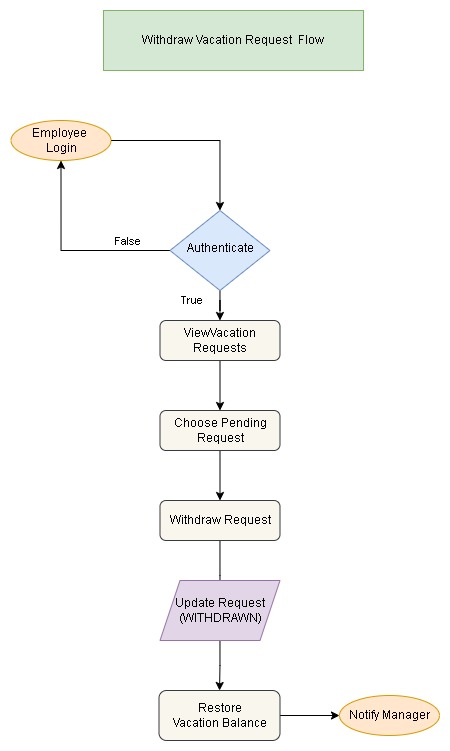 Withdraw Vacation Request Flow
Employee
Login
Authenticate
False
True
ViewVacation
Requests
Choose Pending
Request
Withdraw Request
Update Request
(WITHDRAWN)
Restore
Vacation Balance
Notify Manager